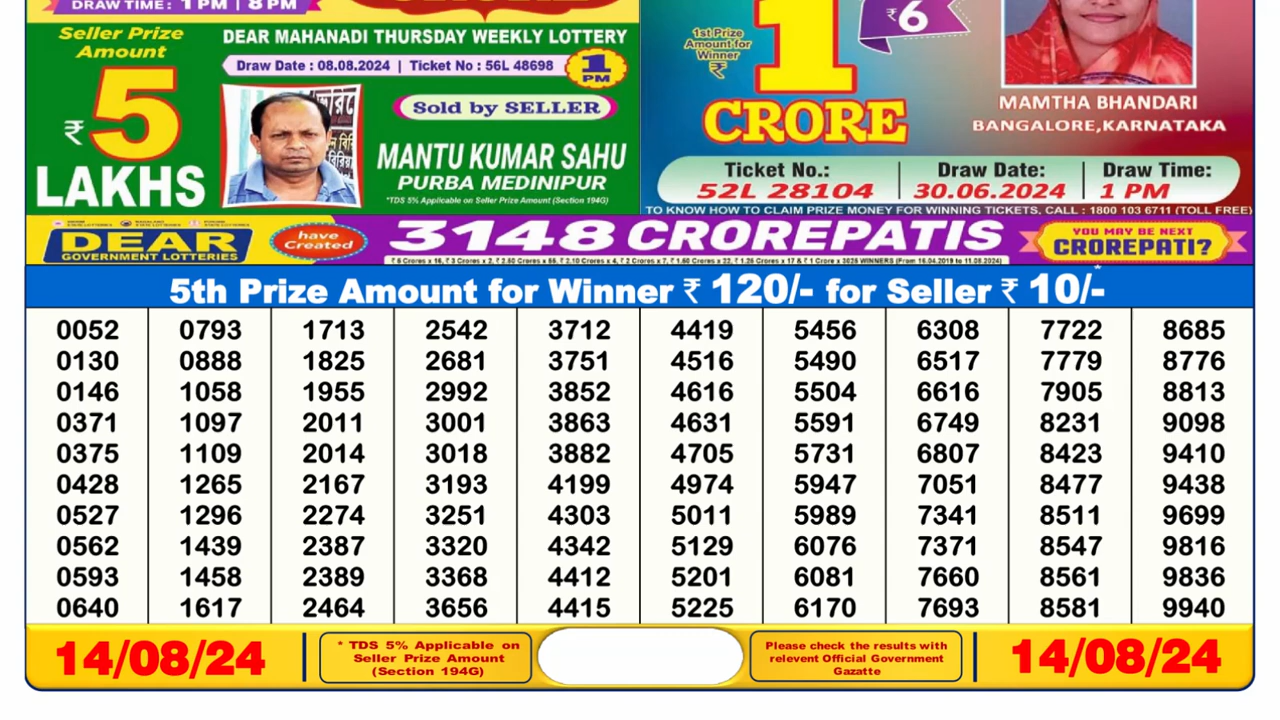 DRAW TIME: 1 PM | 8 PM
CRORE
Seller Prize
Amount
₹ 5
LAKHS
DEAR MAHANADI THURSDAY WEEKLY LOTTERY
Draw Date : 08.08.2024 | Ticket No : 56L 48698
1
PM
Sold by SELLER
MANTU KUMAR SAHU
PURBA MEDINIPUR
*TDS 5% Applicable on Seller Prize Amount (Section 194G)
₹6
1st Prize
Amount for
Winner
₹
1
CRORE
MAMTHA BHANDARI
BANGALORE,KARNATAKA
Ticket No.: Draw Date: Draw Time:
52L 28104 30.06.2024 1 PM
TO KNOW HOW TO CLAIM PRIZE MONEY FOR WINNING TICKETS, CALL : 1800 103 6711 (TOLL FREE)
DEAR
GOVERNMENT LOTTERIES
have
Created
3148 CROREPATIS
YOU MAY BE NEXT
CROREPATI?
5th Prize Amount for Winner ₹ 120/- for Seller ₹ 10/-*
0052 0793 1713 2542 3712 4419 5456 6308 7722 8685
0130 0888 1825 2681 3751 4516 5490 6517 7779 8776
0146 1058 1955 2992 3852 4616 5504 6616 7905 8813
0371 1097 2011 3001 3863 4631 5591 6749 8231 9098
0375 1109 2014 3018 3882 4705 5731 6807 8423 9410
0428 1265 2167 3193 4199 4974 5947 7051 8477 9438
0527 1296 2274 3251 4303 5011 5989 7341 8511 9699
0562 1439 2387 3320 4342 5129 6076 7371 8547 9816
0593 1458 2389 3368 4412 5201 6081 7660 8561 9836
0640 1617 2464 3656 4415 5225 6170 7693 8581 9940
14/08/24
* TDS 5% Applicable on
Seller Prize Amount
(Section 194G)
Please check the results with
relevent Official Government
Gazatte
14/08/24